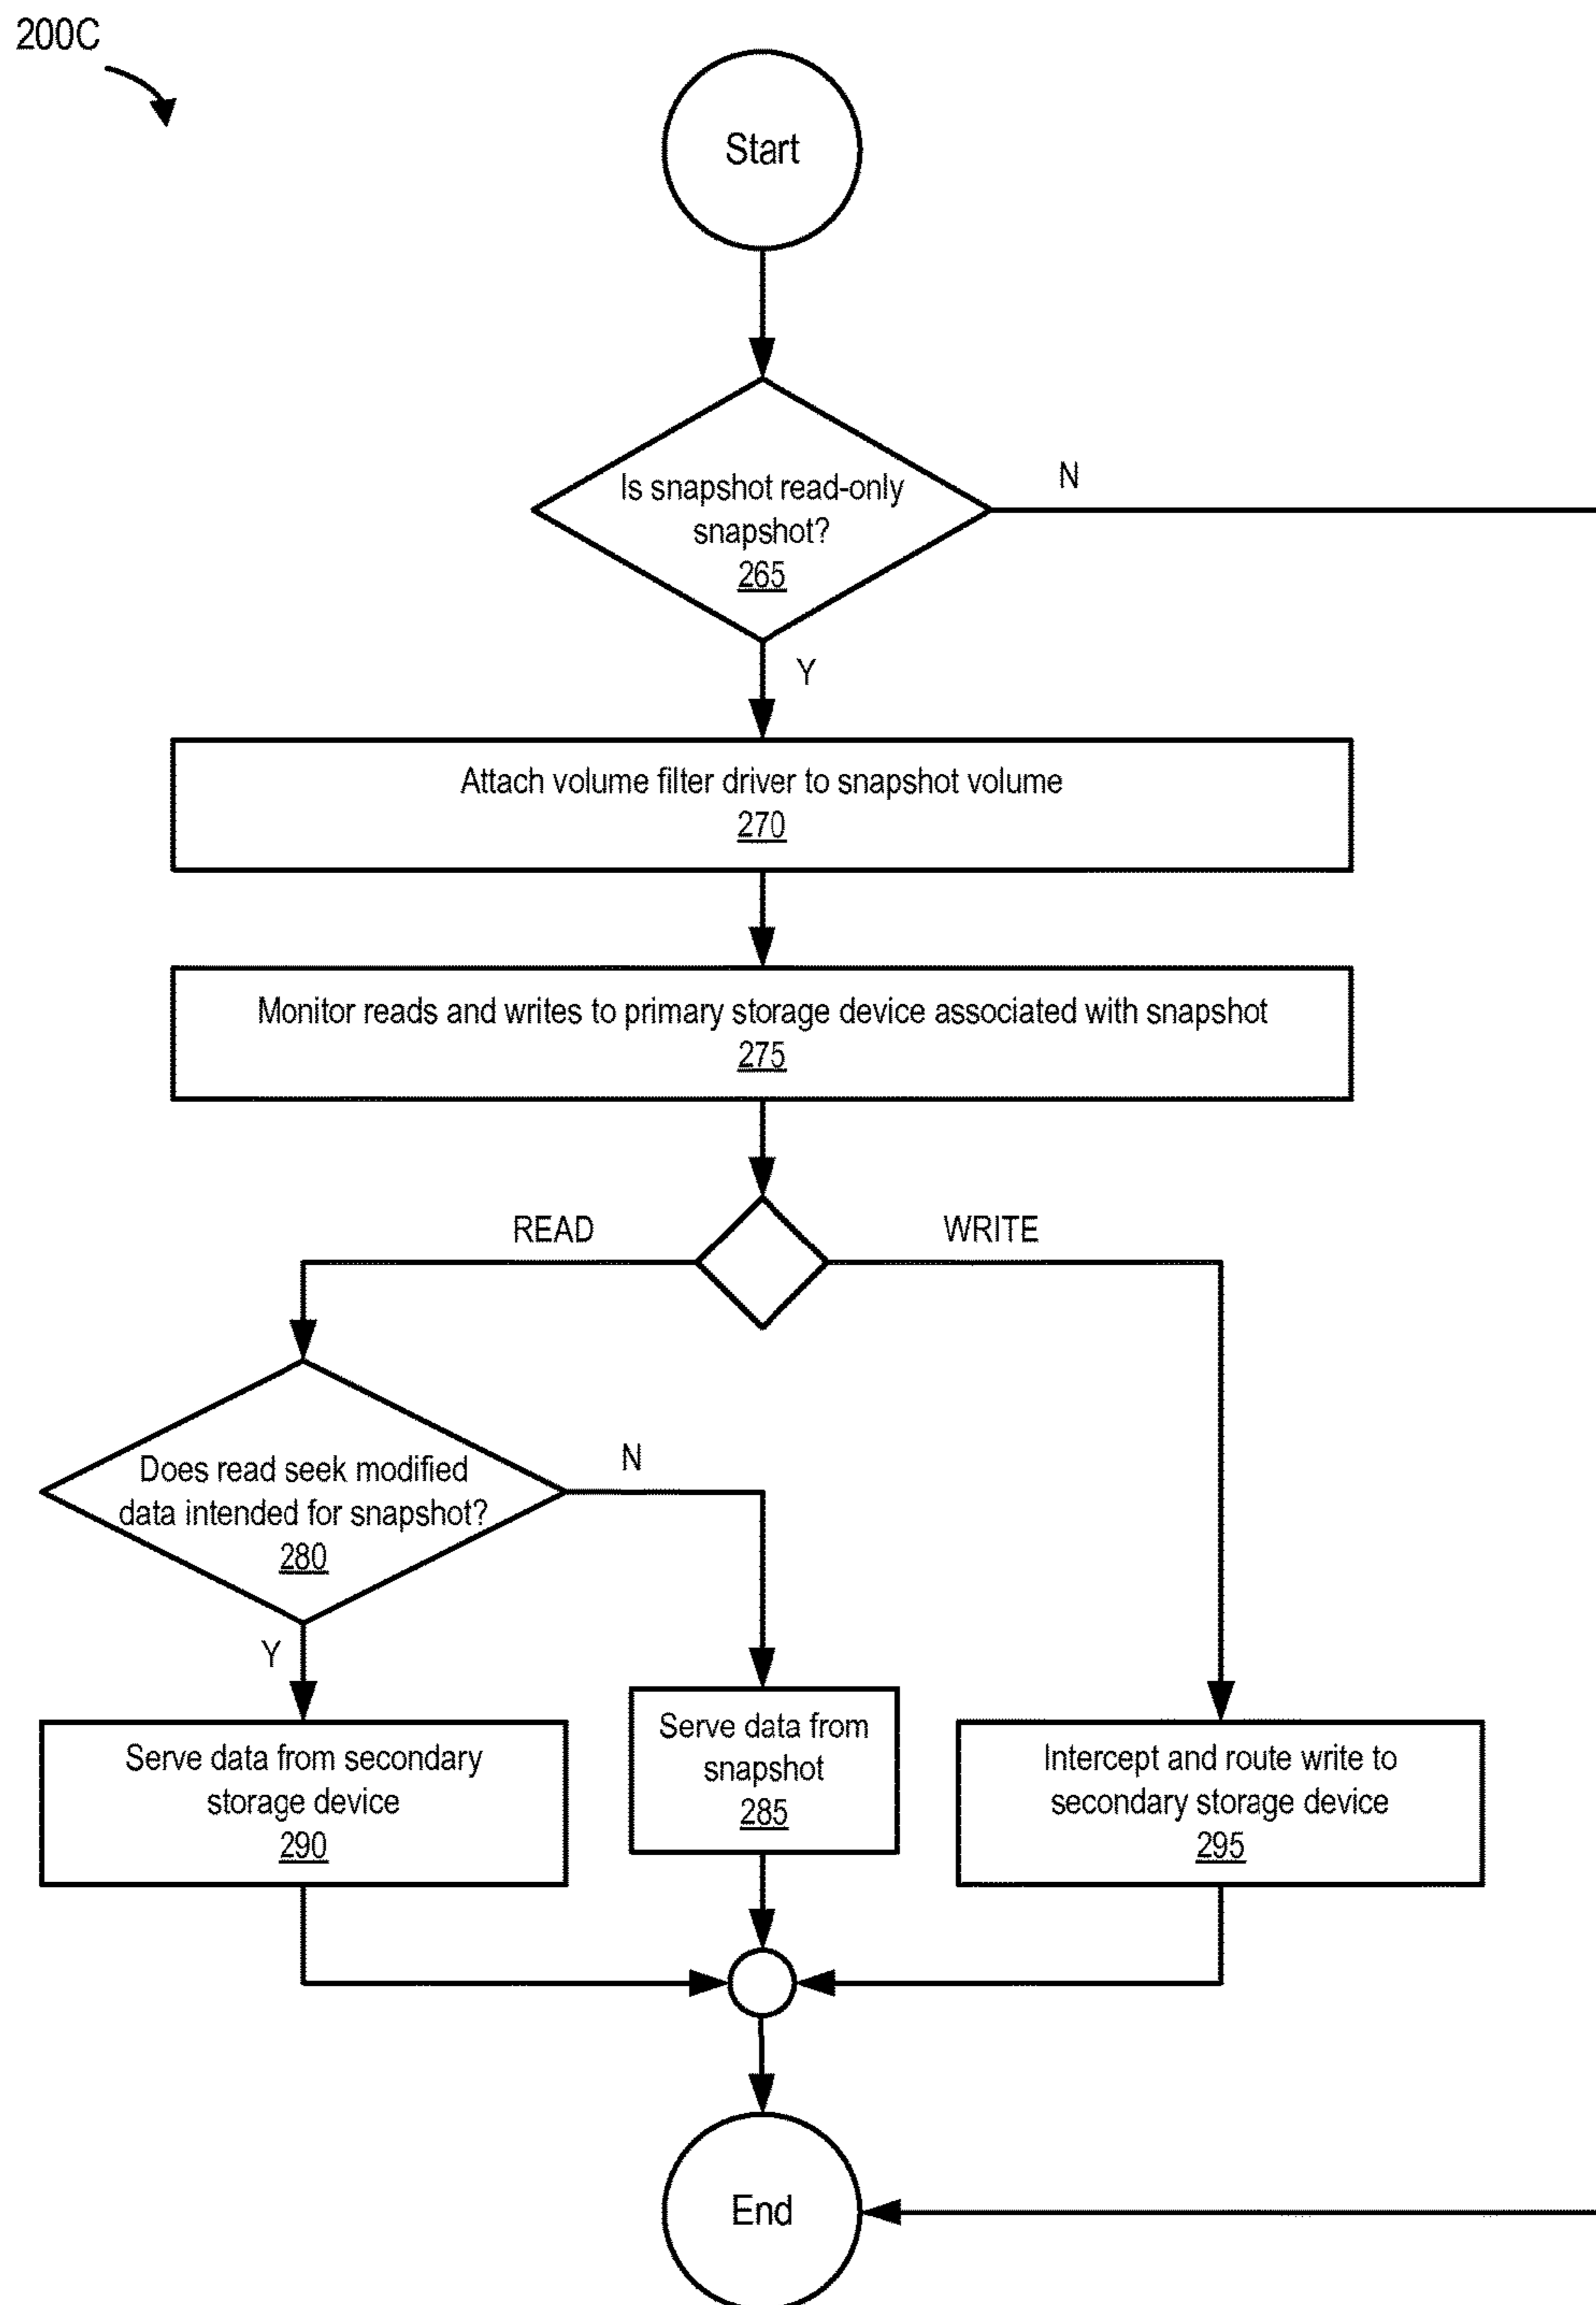 200C
Start
Is snapshot read-only
snapshot?
265
N
Y
Attach volume filter driver to snapshot volume
270
Monitor reads and writes to primary storage device associated with snapshot
275
READ
WRITE
Does read seek modified
data intended for snapshot?
280
N
Y
Serve data from secondary
storage device
290
Serve data from
snapshot
285
Intercept and route write to
secondary storage device
295
End